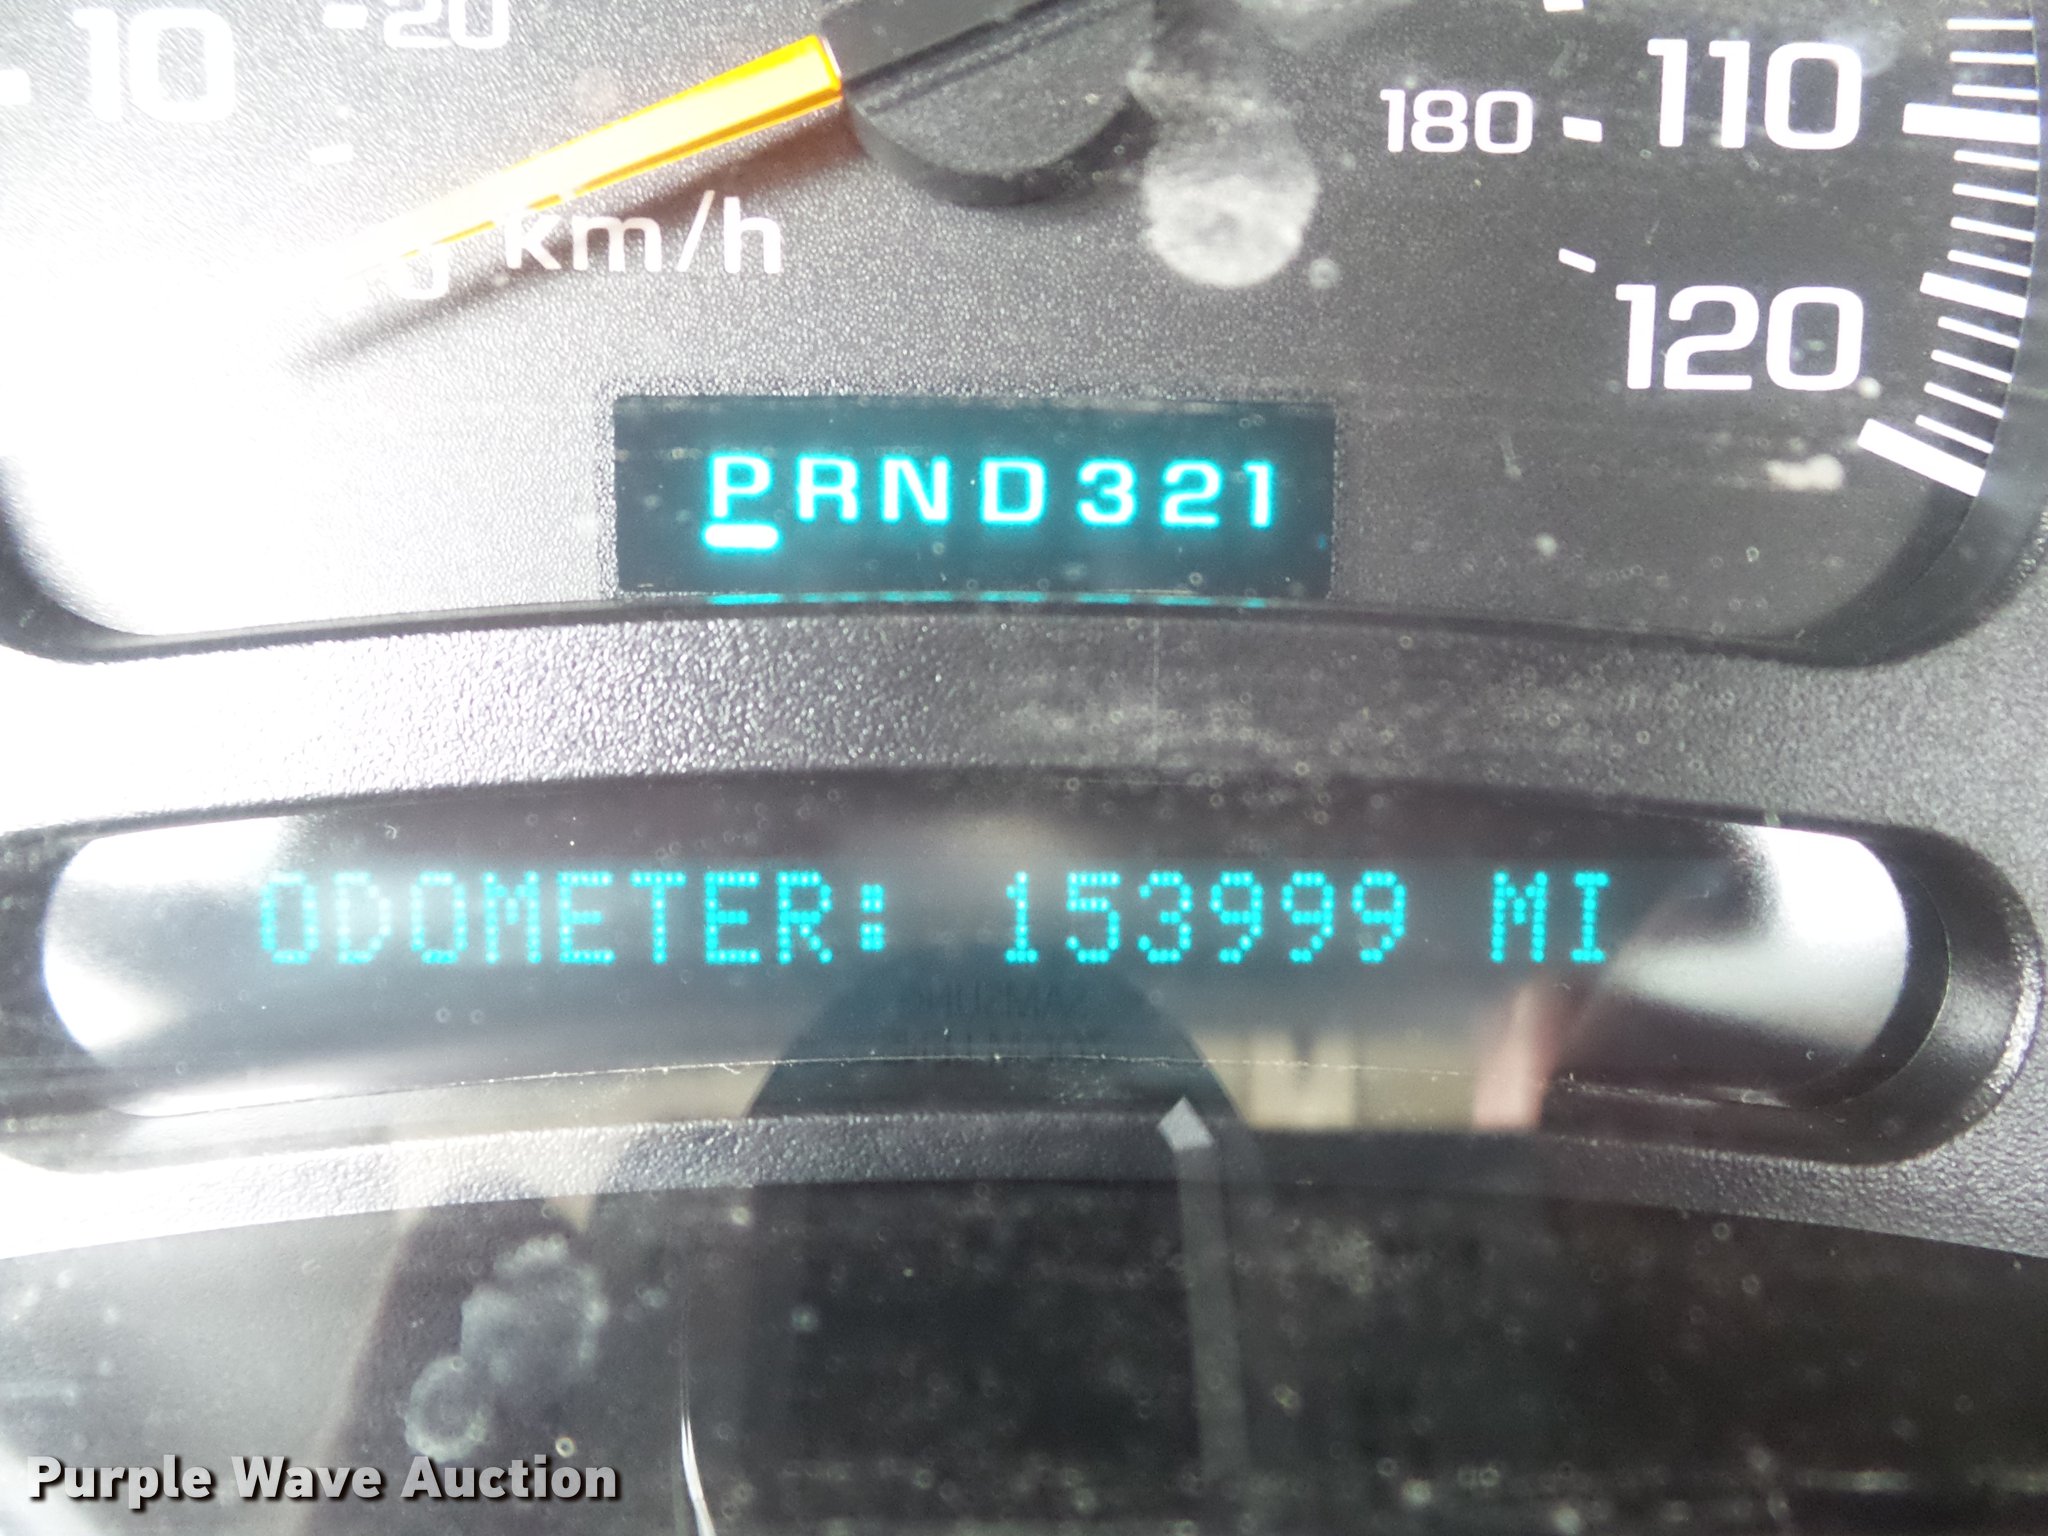 10
20
km/h
180
110
120
PRND321
ODOMETER: 153999 MI
Purple Wave Auction